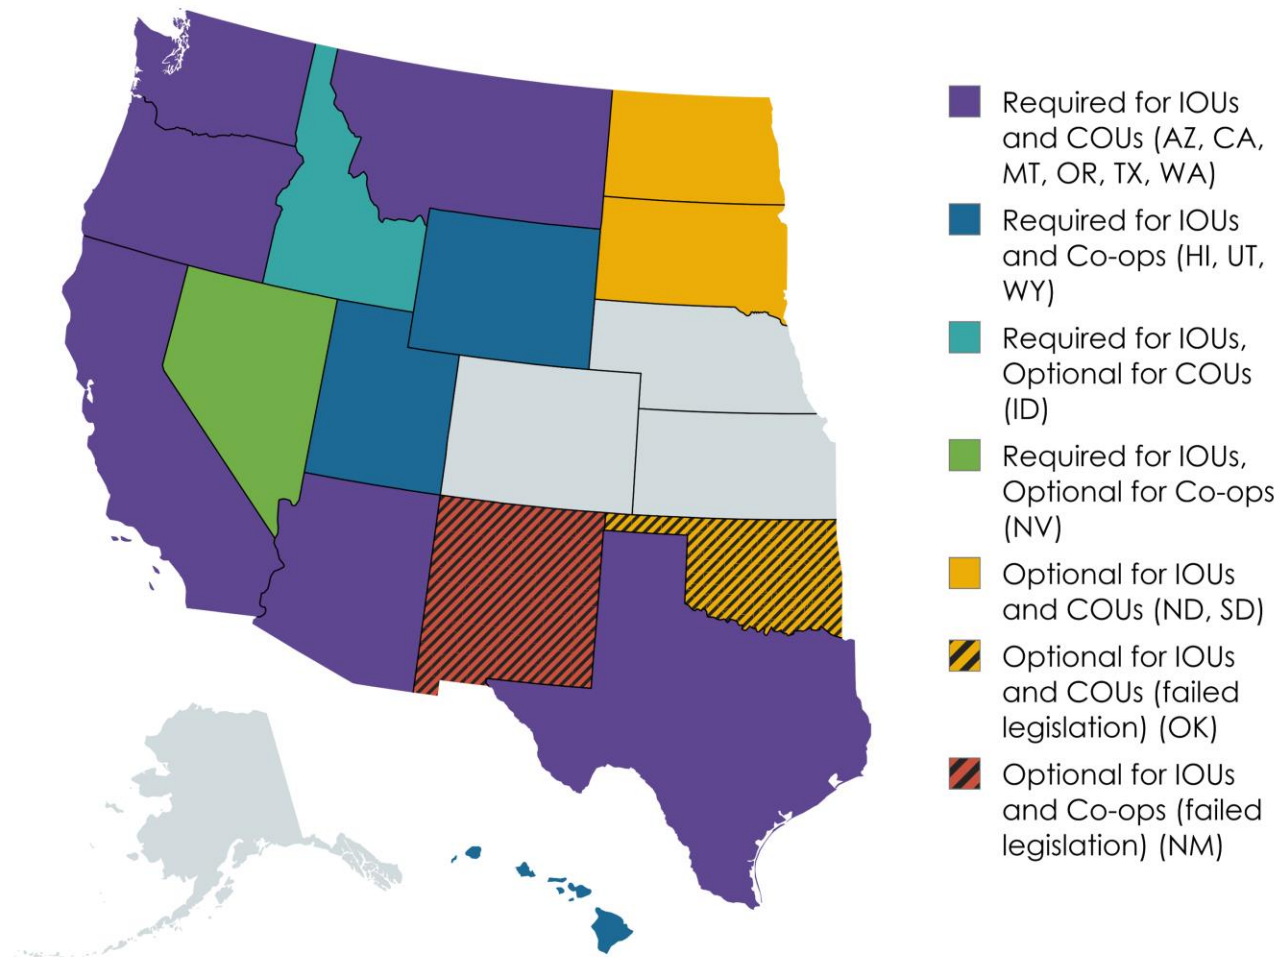 Required for IOUs
and COUs (AZ, CA,
MT, OR, TX, WA)
Required for IOUs
and Co-ops (HI, UT,
WY)
Required for IOUs,
Optional for COUs
(ID)
Required for IOUs,
Optional for Co-ops
(NV)
Optional for IOUs
and COUs (ND, SD)
Optional for IOUs
and COUs (failed
legislation) (OK)
Optional for IOUs
and Co-ops (failed
legislation) (NM)